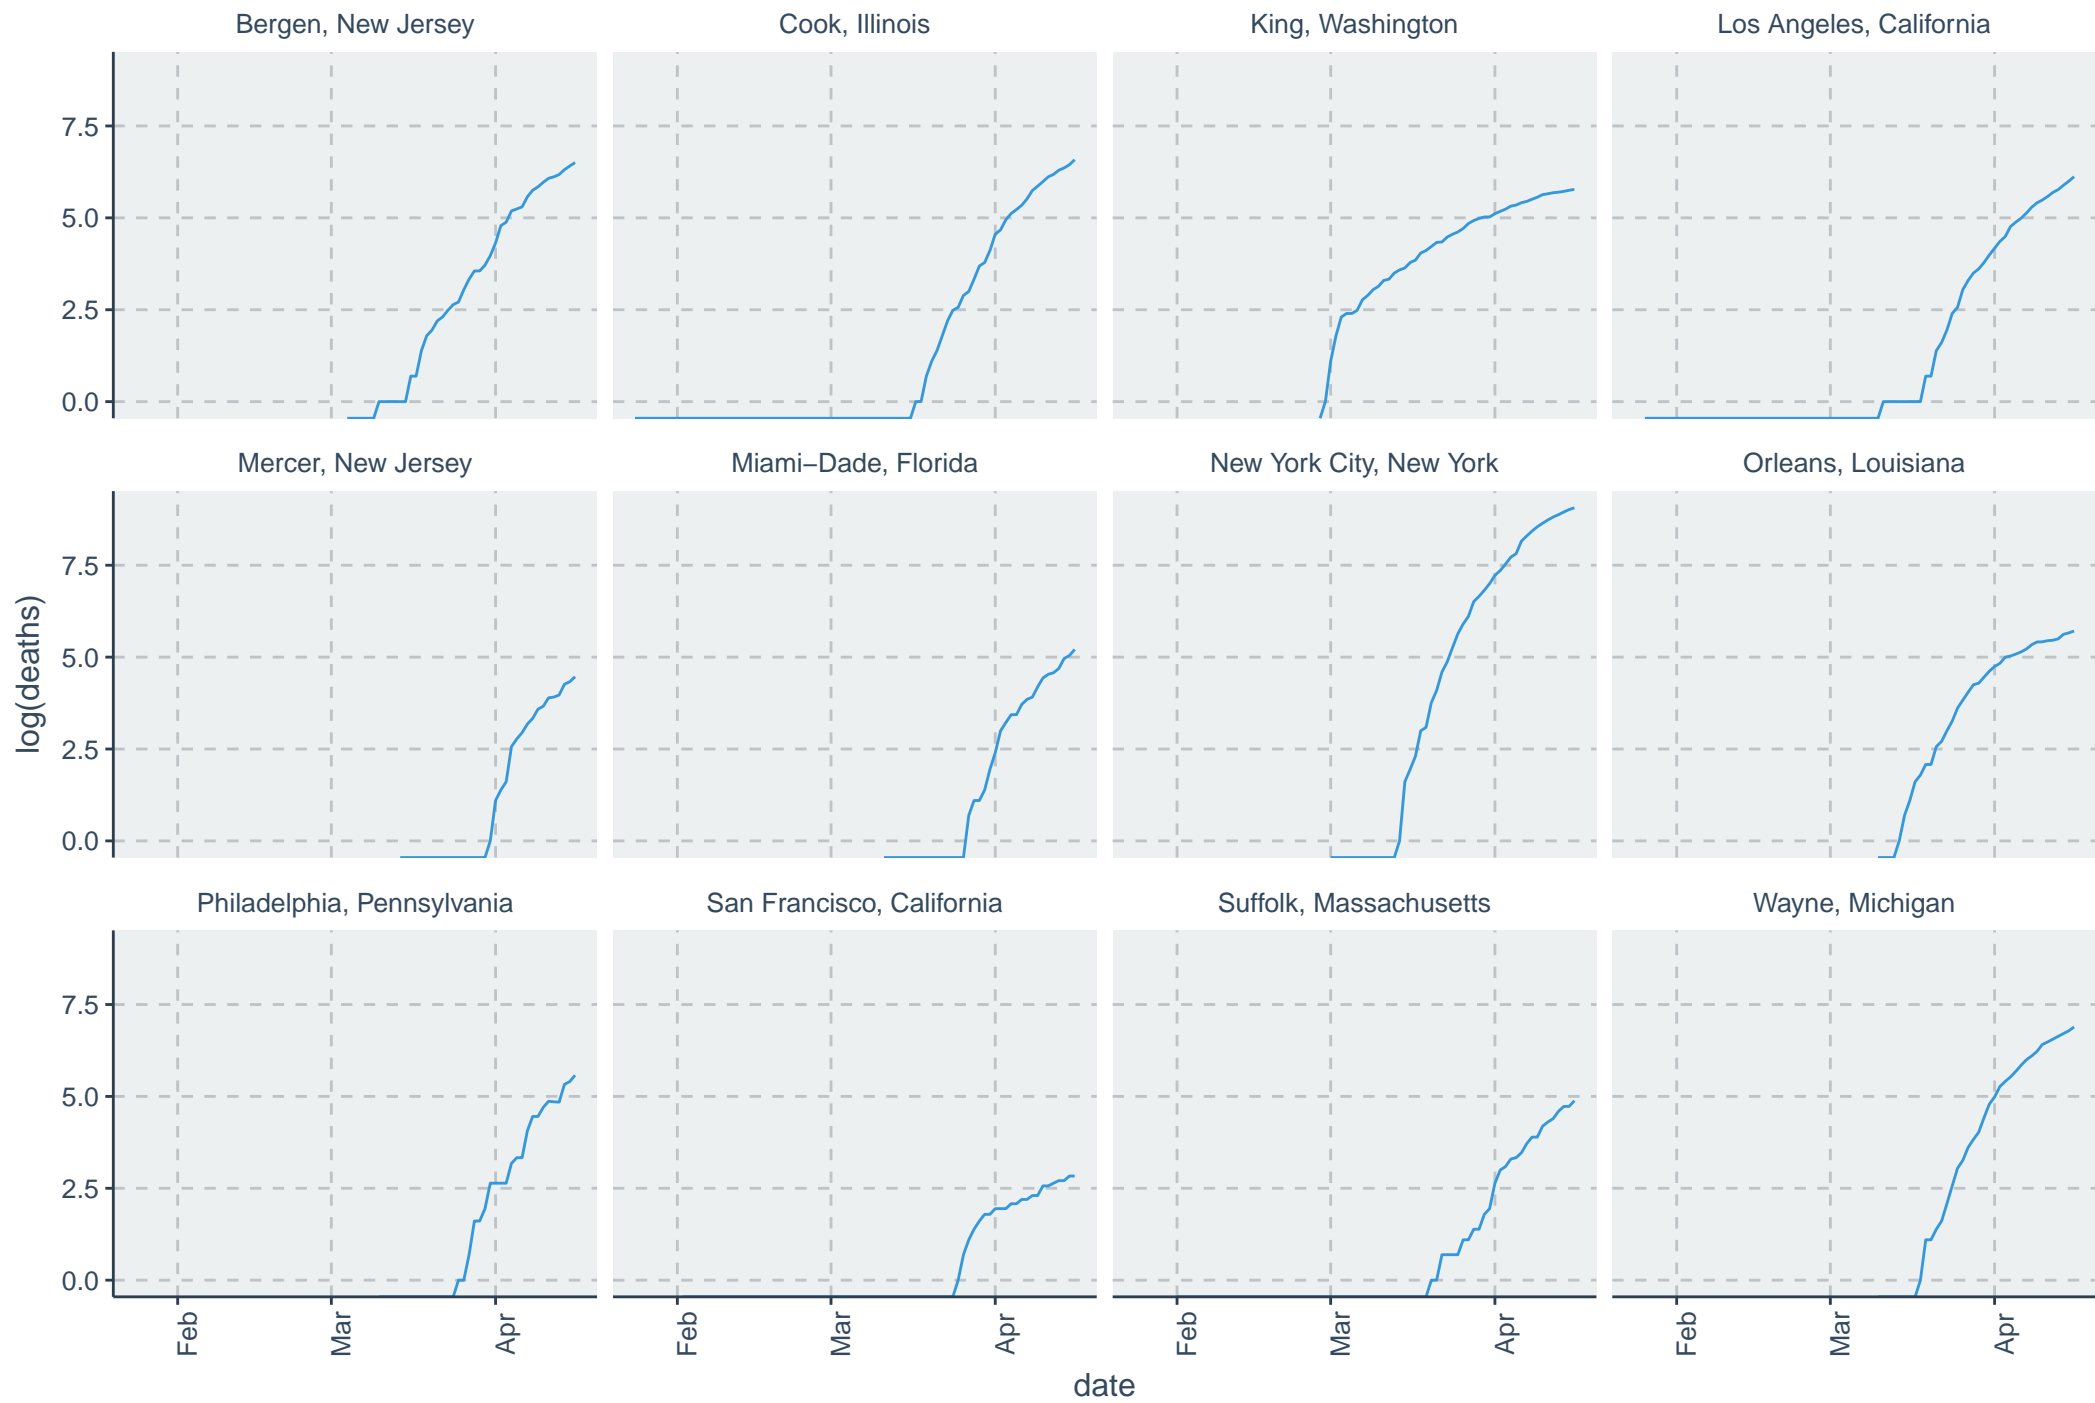 Bergen, New Jersey
Cook, Illinois
King, Washington
Los Angeles, California
7.5
5.0
2.5
0.0
Mercer, New Jersey
Miami−Dade, Florida
New York City, New York
Orleans, Louisiana
log(deaths)
7.5
5.0
2.5
0.0
Philadelphia, Pennsylvania
San Francisco, California
Suffolk, Massachusetts
Wayne, Michigan
7.5
5.0
2.5
0.0
Feb
Mar
Apr
Feb
Mar
Apr
Feb
Mar
Apr
Feb
Mar
Apr
date